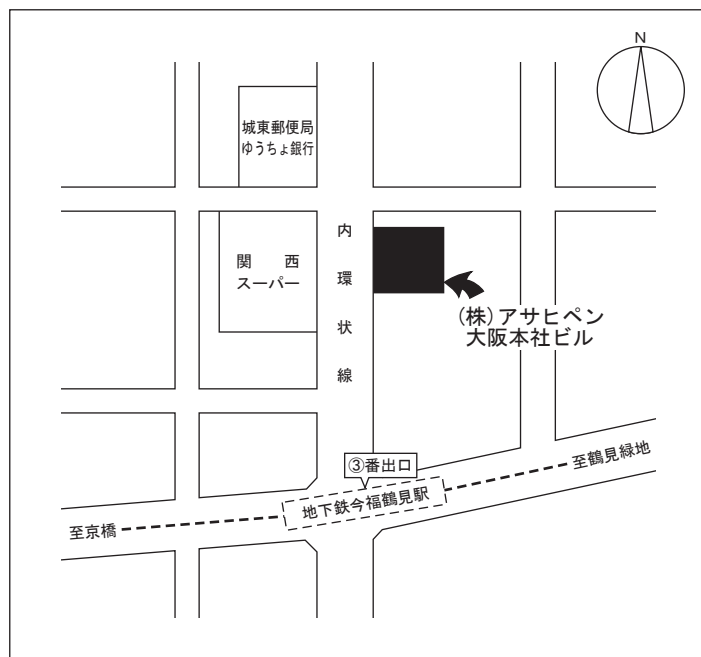 N
城東郵便局
ゆうちょ銀行
関　西
スーパー
内環状線
(株)アサヒペン
大阪本社ビル
③番出口
地下鉄今福鶴見駅
至鶴見緑地
至京橋